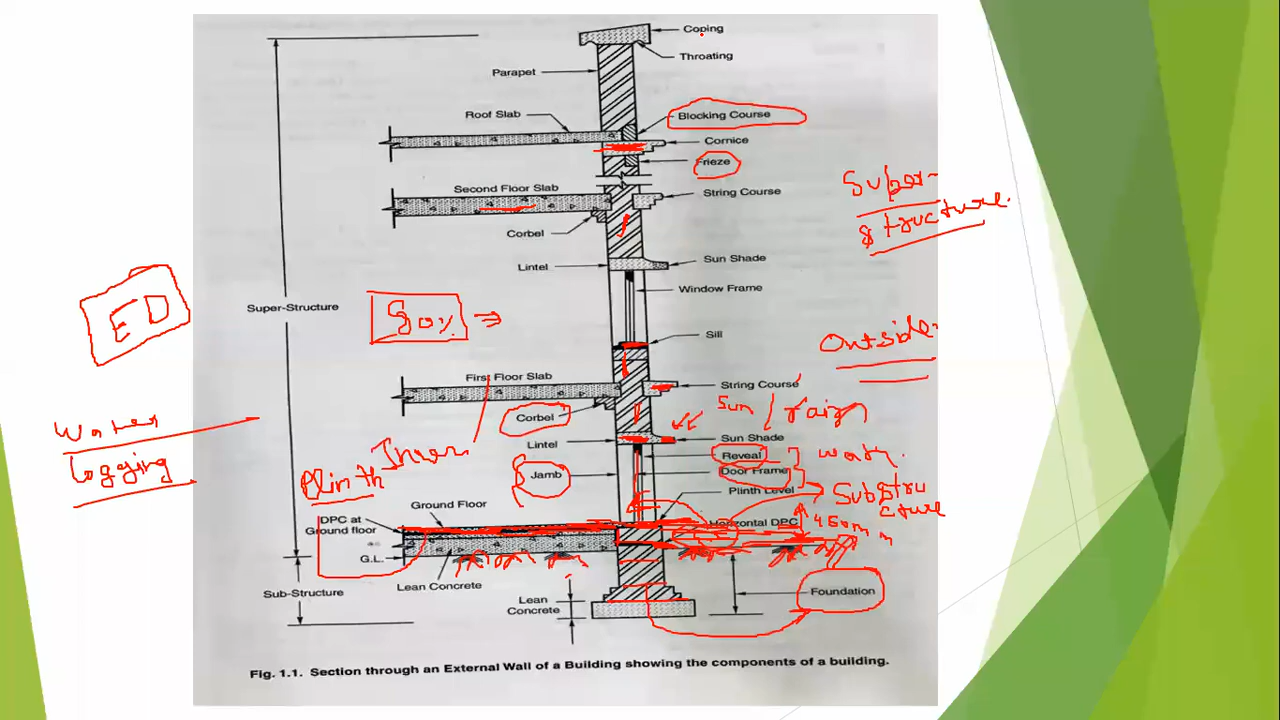 Coping
Throating
Parapet
Roof Slab
Blocking Course
Cornice
Frieze
Second Floor Slab
String Course
Super-
structure
Corbel
Lintel
Sun Shade
Window Frame
ED
Super-Structure
80%
Sill
Outside
First Floor Slab
String Course
Corbel
Sun / rain
Water
logging
Lintel
Sun Shade
Inner
Reveal
Plinth
Jamb
Door Frame
Plinth Level
Substru
cture
Ground Floor
DPC at
Ground floor
Horizontal DPC
450mm
G.L.
Lean Concrete
Sub-Structure
Lean
Concrete
Foundation
Fig. 1.1. Section through an External Wall of a Building showing the components of a building.